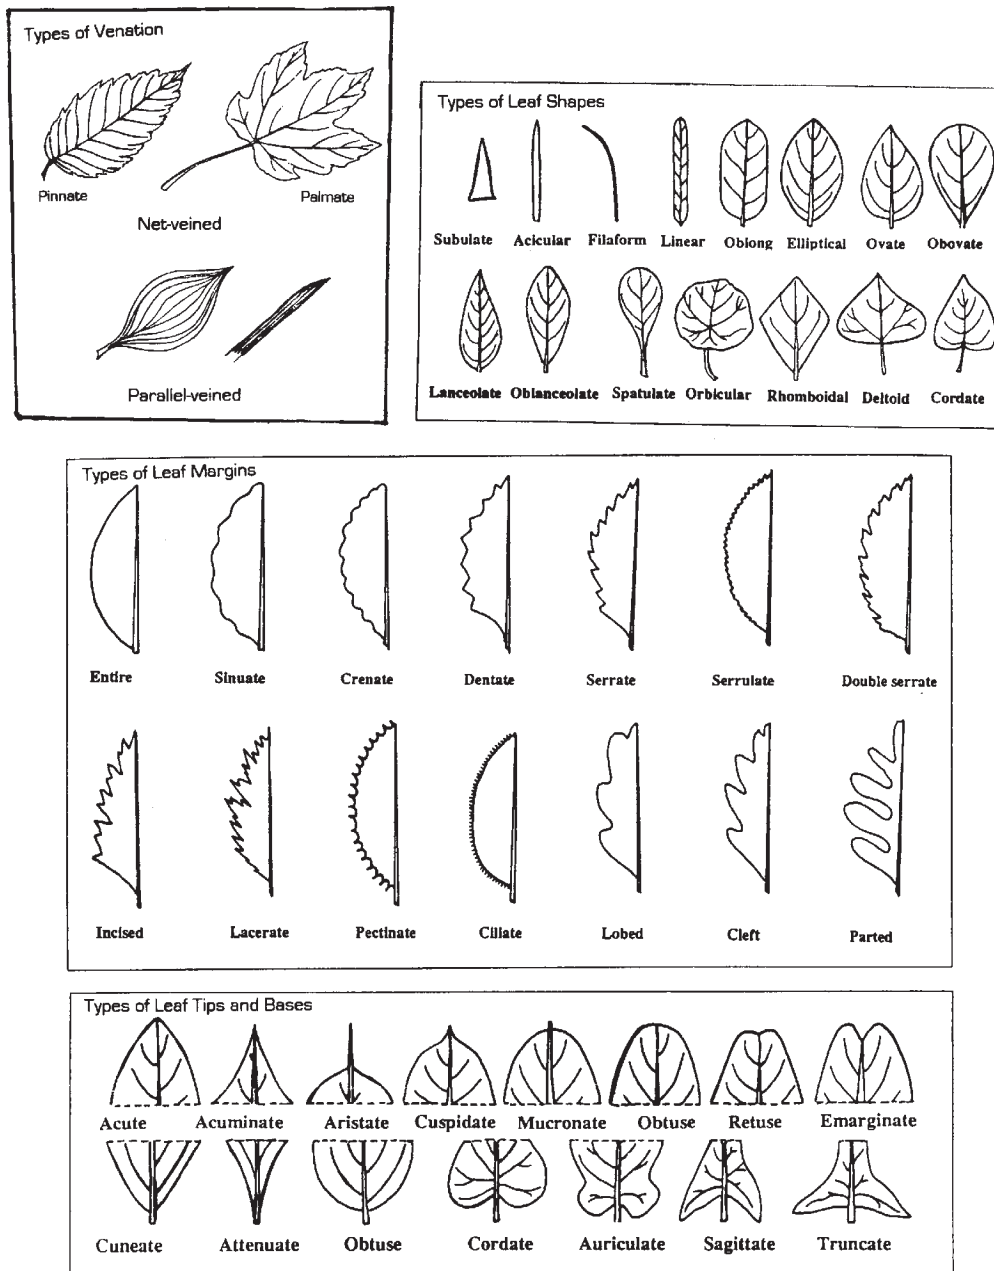 Types of Venation
Pinnate
Palmate
Net-veined
Parallel-veined
Types of Leaf Shapes
Subulate Acicular Filaform Linear Oblong Elliptical Ovate Obovate
Lanceolate Oblanceolate Spatulate Orbicular Rhomboidal Deltoid Cordate
Types of Leaf Margins
Entire Sinuate Crenate Dentate Serrate Serrulate Double serrate
Incised Lacerate Pectinate Ciliate Lobed Cleft Parted
Types of Leaf Tips and Bases
Acute Acuminate Aristate Cuspidate Mucronate Obtuse Retuse Emarginate
Cuneate Attenuate Obtuse Cordate Auriculate Sagittate Truncate